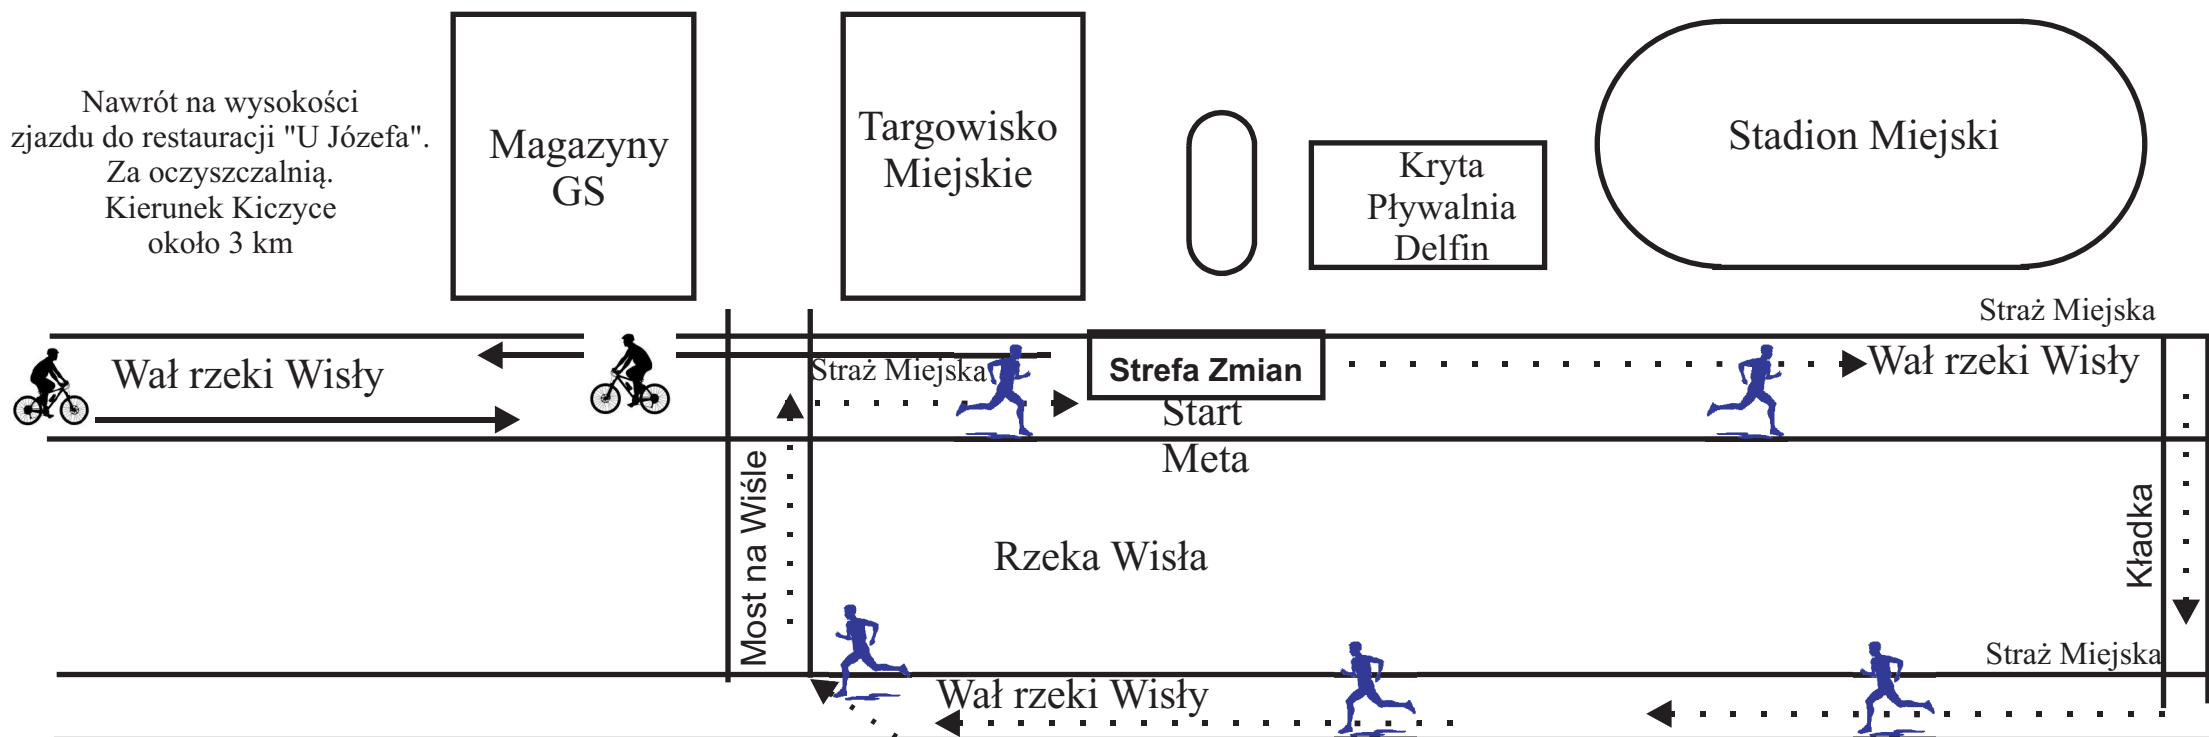 Nawrót na wysokości
zjazdu do restauracji "U Józefa".
Za oczyszczalnią.
Kierunek Kiczyce
około 3 km
Magazyny
GS
Targowisko
Miejskie
Kryta
Pływalnia
Delfin
Stadion Miejski
Straż Miejska
Wał rzeki Wisły
Straż Miejska
Strefa Zmian
Wał rzeki Wisły
Start
Meta
Most na Wiśle
Rzeka Wisła
Kładka
Straż Miejska
Wał rzeki Wisły